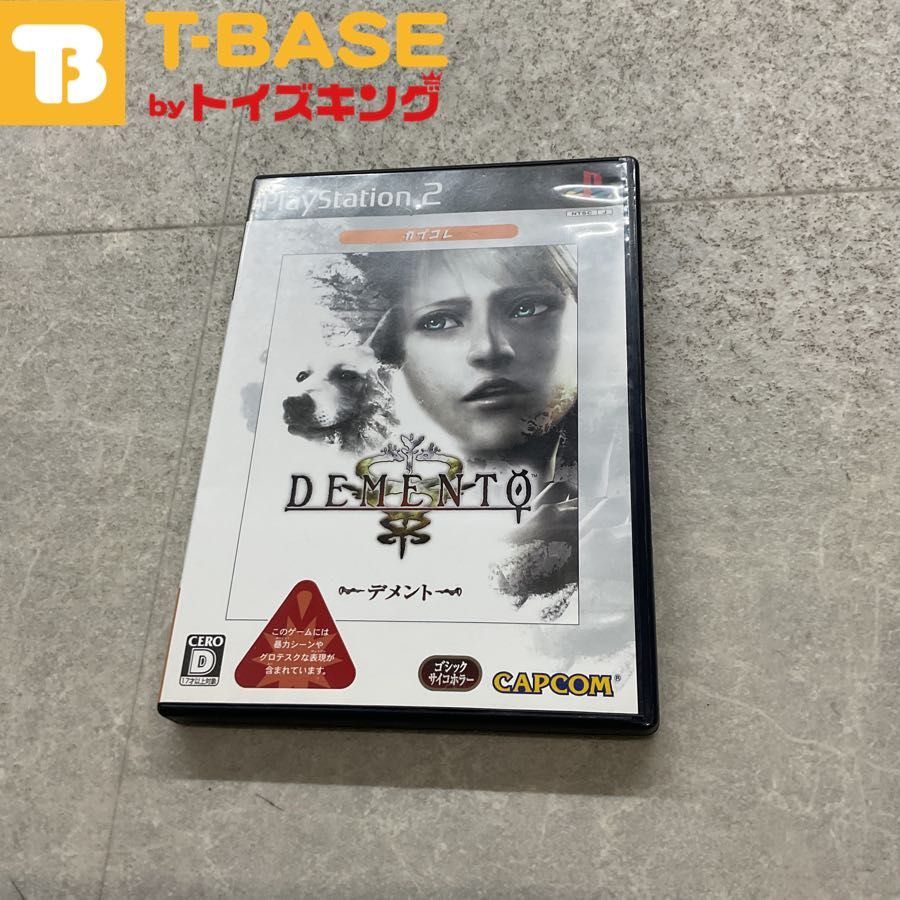 TB
T-BASE
byトイズキング
PlayStation 2
NTSC J
カイコレ
DEMENTO™
デメント
このゲームには
暴力シーンや
グロテスクな表現が
含まれています。
CERO
D
17才以上対象
ゴシック
サイコホラー
CAPCOM®